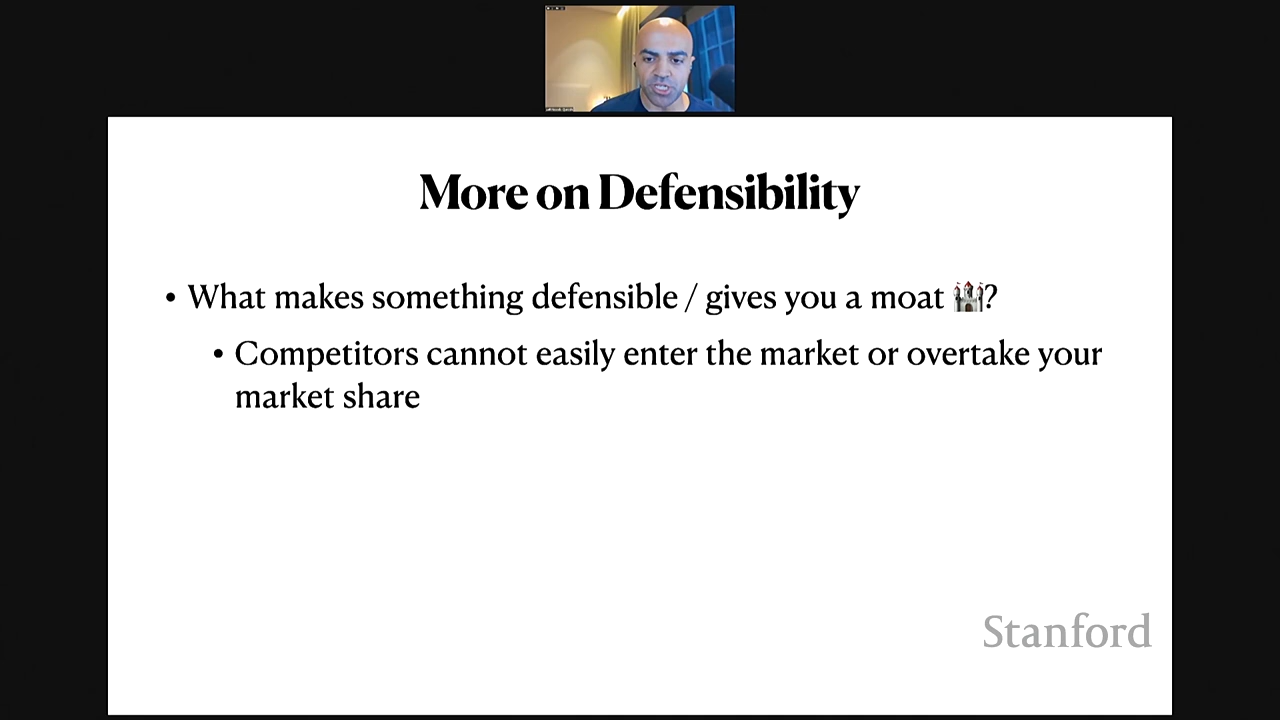 More on Defensibility
• What makes something defensible / gives you a moat 🏰?
• Competitors cannot easily enter the market or overtake your
market share
Stanford